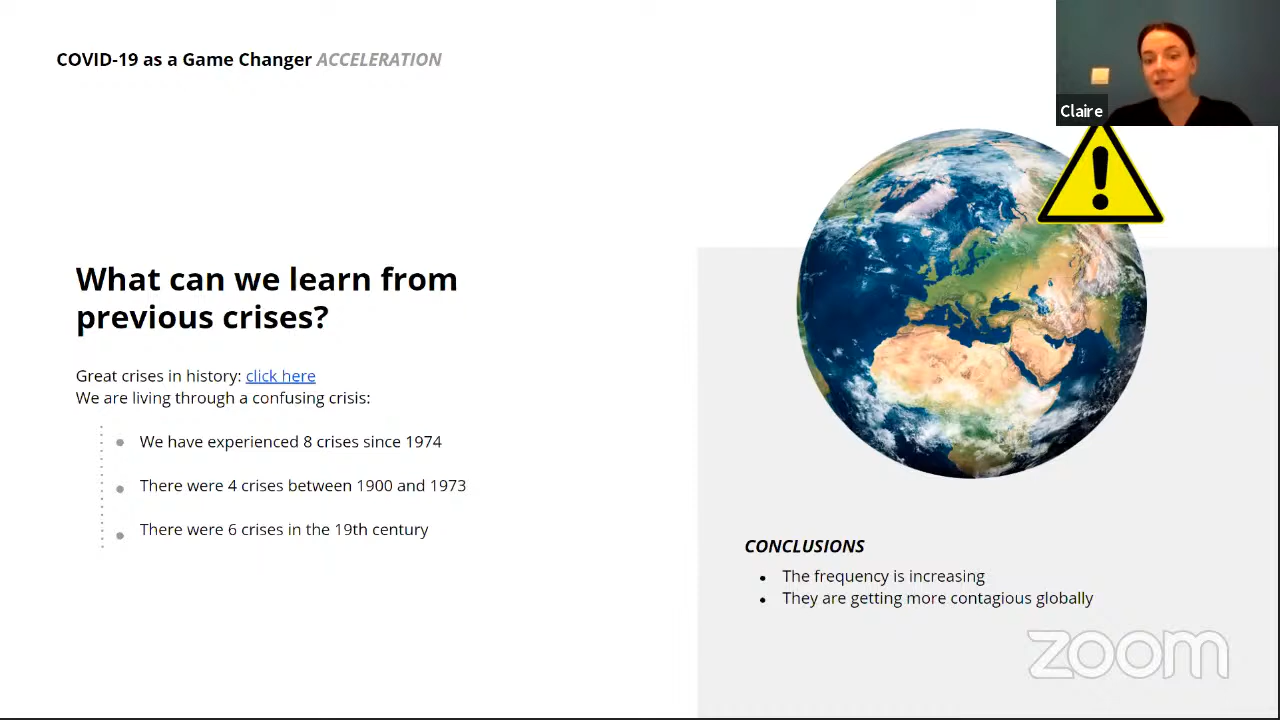 COVID-19 as a Game Changer ACCELERATION
Claire
What can we learn from
previous crises?
Great crises in history: click here
We are living through a confusing crisis:
We have experienced 8 crises since 1974
There were 4 crises between 1900 and 1973
There were 6 crises in the 19th century
CONCLUSIONS
The frequency is increasing
They are getting more contagious globally
zoom